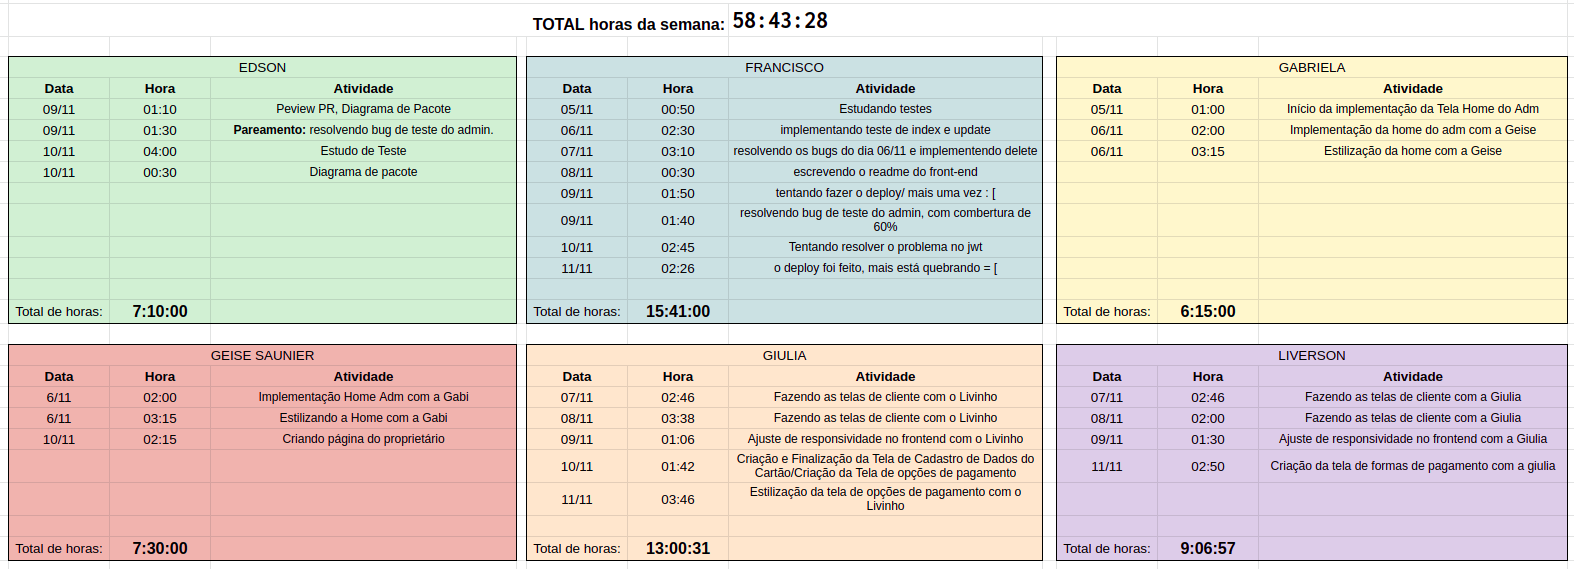 TOTAL horas da semana: 58:43:28
EDSON
Data Hora Atividade
09/11 01:10 Peview PR, Diagrama de Pacote
09/11 01:30 Pareamento: resolvendo bug de teste do admin.
10/11 04:00 Estudo de Teste
10/11 00:30 Diagrama de pacote
Total de horas: 7:10:00
FRANCISCO
Data Hora Atividade
05/11 00:50 Estudando testes
06/11 02:30 implementando teste de index e update
07/11 03:10 resolvendo os bugs do dia 06/11 e implementendo delete
08/11 00:30 escrevendo o readme do front-end
09/11 01:50 tentando fazer o deploy/ mais uma vez : [
09/11 01:40 resolvendo bug de teste do admin, com combertura de
60%
10/11 02:45 Tentando resolver o problema no jwt
11/11 02:26 o deploy foi feito, mais está quebrando = [
Total de horas: 15:41:00
GABRIELA
Data Hora Atividade
05/11 01:00 Início da implementação da Tela Home do Adm
06/11 02:00 Implementação da home do adm com a Geise
06/11 03:15 Estilização da home com a Geise
Total de horas: 6:15:00
GEISE SAUNIER
Data Hora Atividade
6/11 02:00 Implementação Home Adm com a Gabi
6/11 03:15 Estilizando a Home com a Gabi
10/11 02:15 Criando página do proprietário
Total de horas: 7:30:00
GIULIA
Data Hora Atividade
07/11 02:46 Fazendo as telas de cliente com o Livinho
08/11 03:38 Fazendo as telas de cliente com o Livinho
09/11 01:06 Ajuste de responsividade no frontend com o Livinho
10/11 01:42 Criação e Finalização da Tela de Cadastro de Dados do
Cartão/Criação da Tela de opções de pagamento
11/11 03:46 Estilização da tela de opções de pagamento com o
Livinho
Total de horas: 13:00:31
LIVERSON
Data Hora Atividade
07/11 02:46 Fazendo as telas de cliente com a Giulia
08/11 02:00 Fazendo as telas de cliente com a Giulia
09/11 01:30 Ajuste de responsividade no frontend com a Giulia
11/11 02:50 Criação da tela de formas de pagamento com a giulia
Total de horas: 9:06:57